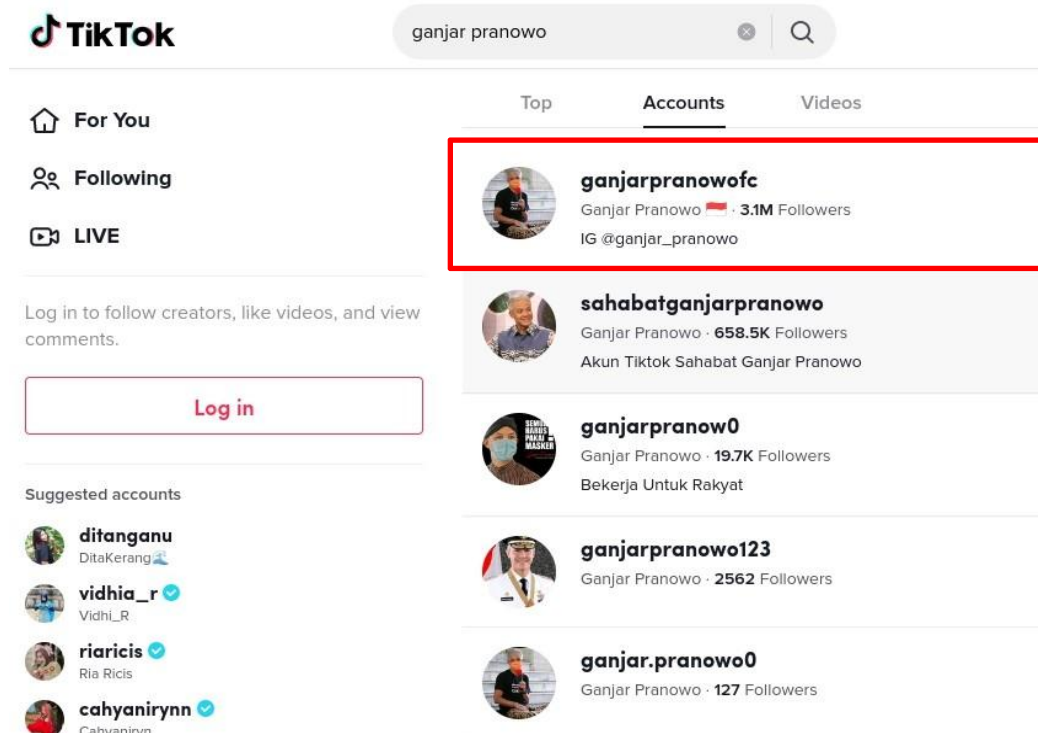 TikTok
ganjar pranowo
For You
Following
LIVE
Log in to follow creators, like videos, and view
comments.
Log in
Suggested accounts
ditanganu
DitaKerang🌊
vidhia_r
Vidhi_R
riaricis
Ria Ricis
cahyanirynn
Cahyaniryn
Top Accounts Videos
ganjarpranowofc
Ganjar Pranowo 🇮🇩 · 3.1M Followers
IG @ganjar_pranowo
sahabatganjarpranowo
Ganjar Pranowo · 658.5K Followers
Akun Tiktok Sahabat Ganjar Pranowo
ganjarpranow0
Ganjar Pranowo · 19.7K Followers
Bekerja Untuk Rakyat
ganjarpranowo123
Ganjar Pranowo · 2562 Followers
ganjar.pranowo0
Ganjar Pranowo · 127 Followers